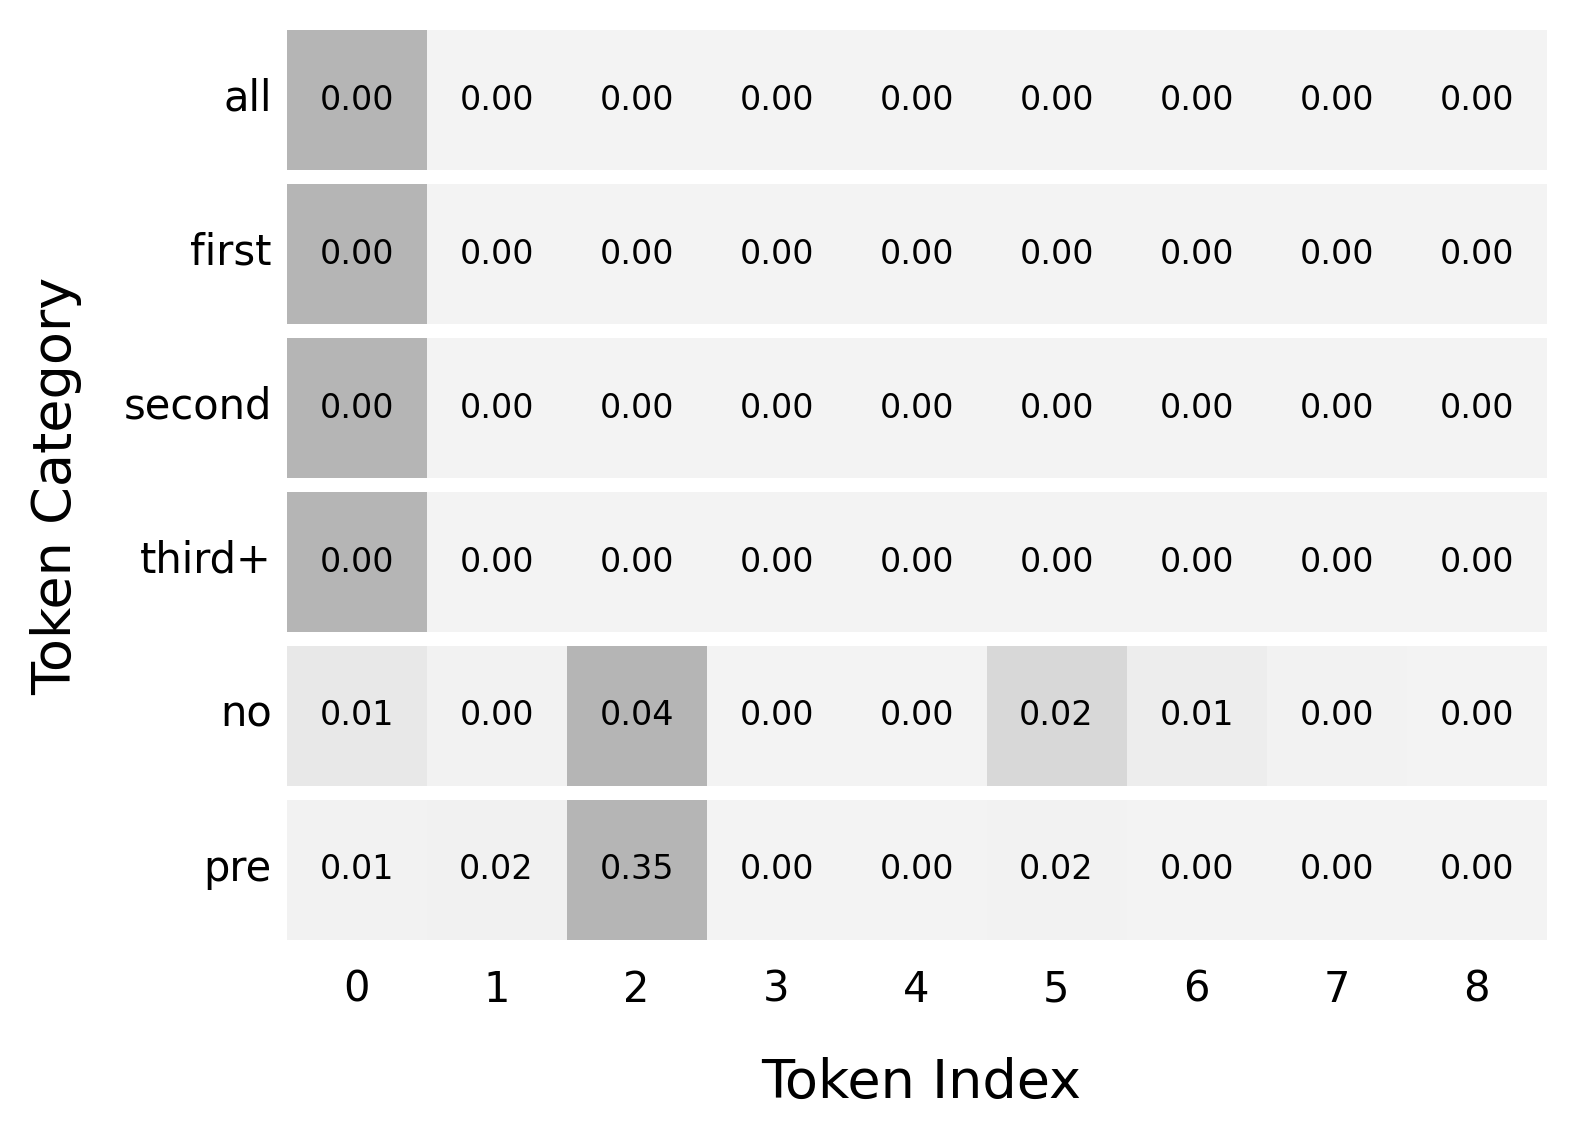 all 0.00 0.00 0.00 0.00 0.00 0.00 0.00 0.00 0.00
first 0.00 0.00 0.00 0.00 0.00 0.00 0.00 0.00 0.00
second 0.00 0.00 0.00 0.00 0.00 0.00 0.00 0.00 0.00
third+ 0.00 0.00 0.00 0.00 0.00 0.00 0.00 0.00 0.00
no 0.01 0.00 0.04 0.00 0.00 0.02 0.01 0.00 0.00
pre 0.01 0.02 0.35 0.00 0.00 0.02 0.00 0.00 0.00
0 1 2 3 4 5 6 7 8
Token Index
Token Category